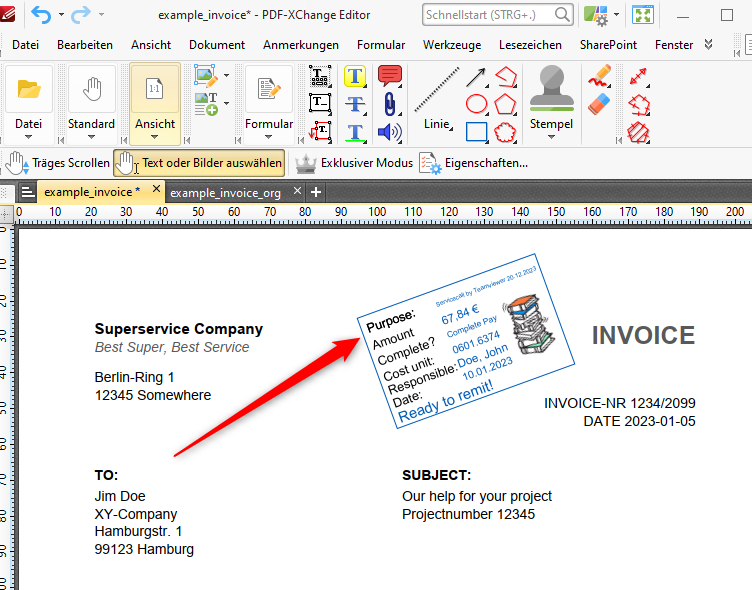 example_invoice* - PDF-XChange Editor
Schnellstart (STRG+.)
Datei Bearbeiten Ansicht Dokument Anmerkungen Formular Werkzeuge Lesezeichen SharePoint Fenster
Datei Standard Ansicht Formular Linie Stempel
Träges Scrollen Text oder Bilder auswählen Exklusiver Modus Eigenschaften...
example_invoice * example_invoice_org
0 10 20 30 40 50 60 70 80 90 100 110 120 130 140 150 160 170 180 190 200
Servicecall by Teamviewer 20.12.2023
Purpose:
Amount 67,84 €
Complete? Complete Pay
Cost unit: 0601.6374
Responsible: Doe, John
Date: 10.01.2023
Ready to remit!
Superservice Company
Best Super, Best Service
INVOICE
Berlin-Ring 1
12345 Somewhere
INVOICE-NR 1234/2099
DATE 2023-01-05
TO:
Jim Doe
XY-Company
Hamburgstr. 1
99123 Hamburg
SUBJECT:
Our help for your project
Projectnumber 12345